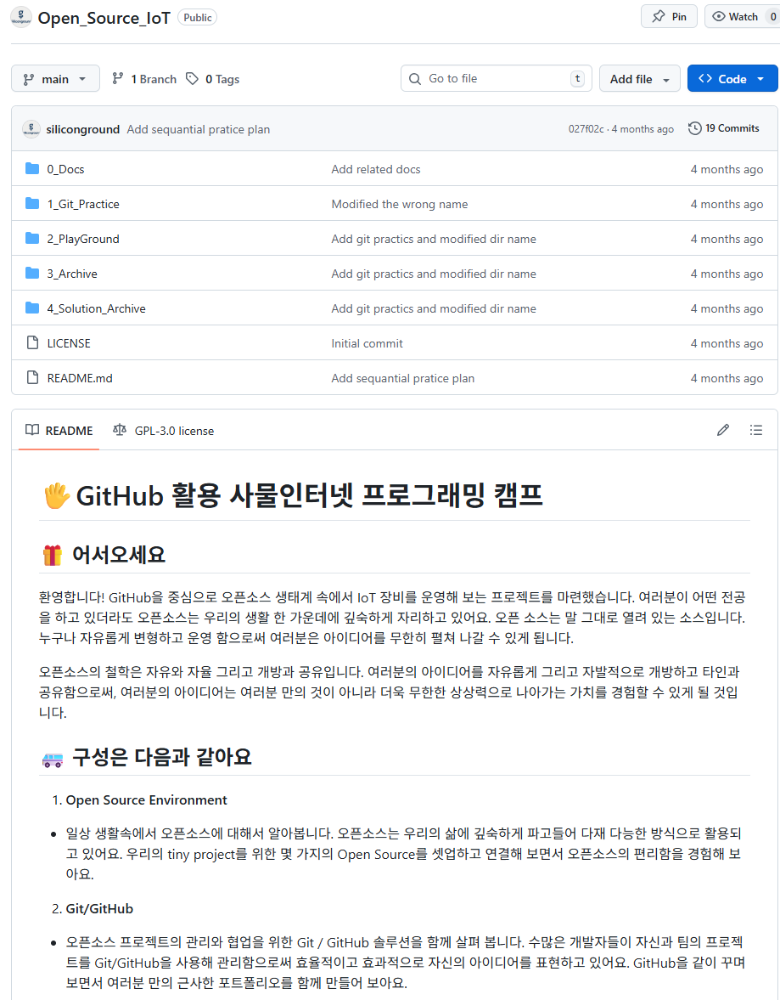 Open_Source_IoT Public Pin Watch 0
main 1 Branch 0 Tags Go to file t Add file Code
siliconground Add sequantial pratice plan 027f02c · 4 months ago 19 Commits
0_Docs Add related docs 4 months ago
1_Git_Practice Modified the wrong name 4 months ago
2_PlayGround Add git practics and modified dir name 4 months ago
3_Archive Add git practics and modified dir name 4 months ago
4_Solution_Archive Add git practics and modified dir name 4 months ago
LICENSE Initial commit 4 months ago
README.md Add sequantial pratice plan 4 months ago
README GPL-3.0 license
🖐 GitHub 활용 사물인터넷 프로그래밍 캠프
🎁 어서오세요
환영합니다! GitHub을 중심으로 오픈소스 생태계 속에서 IoT 장비를 운영해 보는 프로젝트를 마련했습니다. 여러분이 어떤 전공
을 하고 있더라도 오픈소스는 우리의 생활 한 가운데에 깊숙하게 자리하고 있어요. 오픈 소스는 말 그대로 열려 있는 소스입니다.
누구나 자유롭게 변형하고 운영 함으로써 여러분은 아이디어를 무한히 펼쳐 나갈 수 있게 됩니다.
오픈소스의 철학은 자유와 자율 그리고 개방과 공유입니다. 여러분의 아이디어를 자유롭게 그리고 자발적으로 개방하고 타인과
공유함으로써, 여러분의 아이디어는 여러분 만의 것이 아니라 더욱 무한한 상상력으로 나아가는 가치를 경험할 수 있게 될 것입
니다.
🚐 구성은 다음과 같아요
1. Open Source Environment
• 일상 생활속에서 오픈소스에 대해서 알아봅니다. 오픈소스는 우리의 삶에 깊숙하게 파고들어 다재 다능한 방식으로 활용되
고 있어요. 우리의 tiny project를 위한 몇 가지의 Open Source를 셋업하고 연결해 보면서 오픈소스의 편리함을 경험해 보
아요.
2. Git/GitHub
• 오픈소스 프로젝트의 관리와 협업을 위한 Git / GitHub 솔루션을 함께 살펴 봅니다. 수많은 개발자들이 자신과 팀의 프로젝
트를 Git/GitHub을 사용해 관리함으로써 효율적이고 효과적으로 자신의 아이디어를 표현하고 있어요. GitHub을 같이 꾸며
보면서 여러분 만의 근사한 포트폴리오를 함께 만들어 보아요.